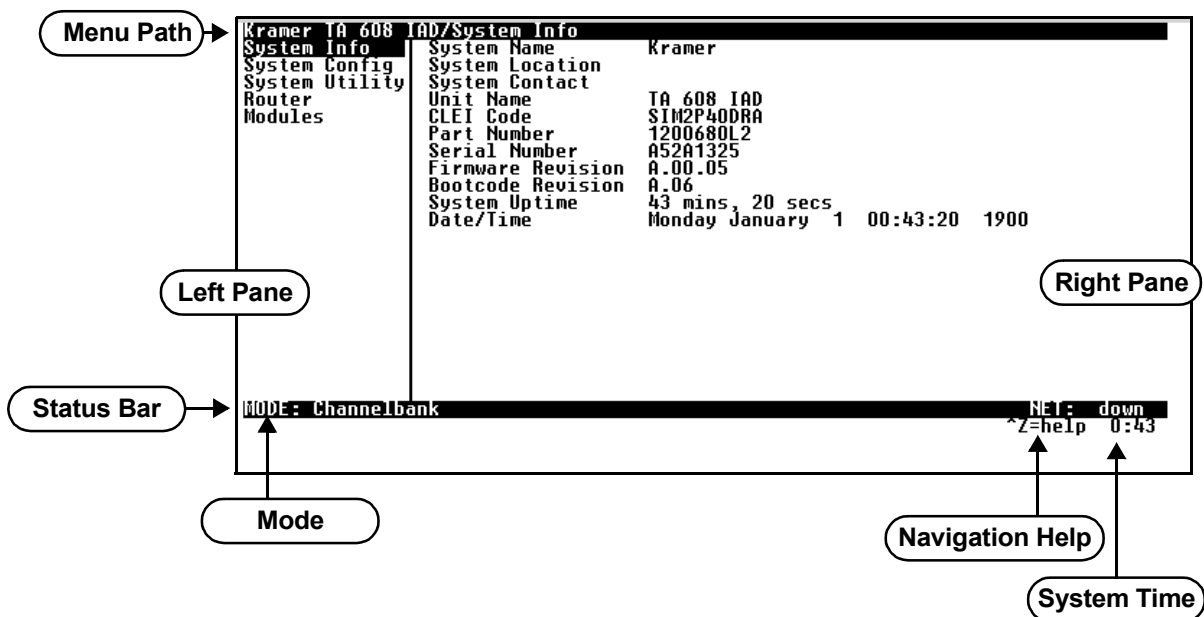 Menu Path
Kramer TA 608 IAD/System Info
System Info System Name Kramer
System Config System Location
System Utility System Contact
Router Unit Name TA 608 IAD
Modules CLEI Code SIM2P40DRA
Part Number 1200680L2
Serial Number A52A1325
Firmware Revision A.00.05
Bootcode Revision A.06
System Uptime 43 mins, 20 secs
Date/Time Monday January 1 00:43:20 1900
Left Pane
Right Pane
Status Bar
MODE: Channelbank NET: down
^Z=help 0:43
Mode
Navigation Help
System Time